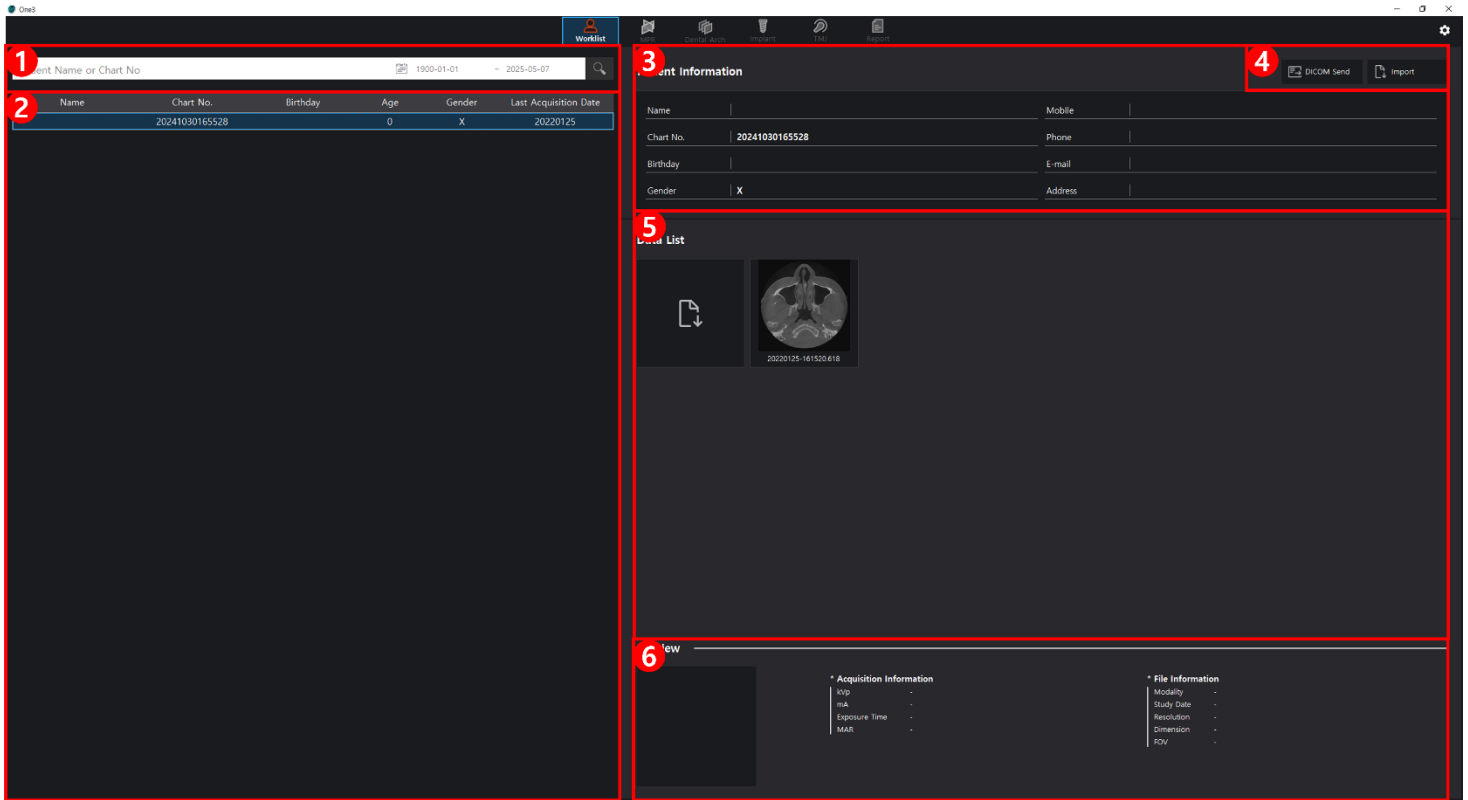 One3
Worklist
MPR
Dental Arch
Implant
TMJ
Report
1
ent Name or Chart No
1900-01-01
~ 2025-05-07
2
Name Chart No. Birthday Age Gender Last Acquisition Date
20241030165528 0 X 20220125
3
ent Information
4
DICOM Send
Import
Name
Mobile
Chart No. 20241030165528
Phone
Birthday
E-mail
Gender X
Address
5
List
20220125-161520.618
6
* Acquisition Information
kVp -
mA -
Exposure Time -
MAR -
* File Information
Modality -
Study Date -
Resolution -
Dimension -
FOV -